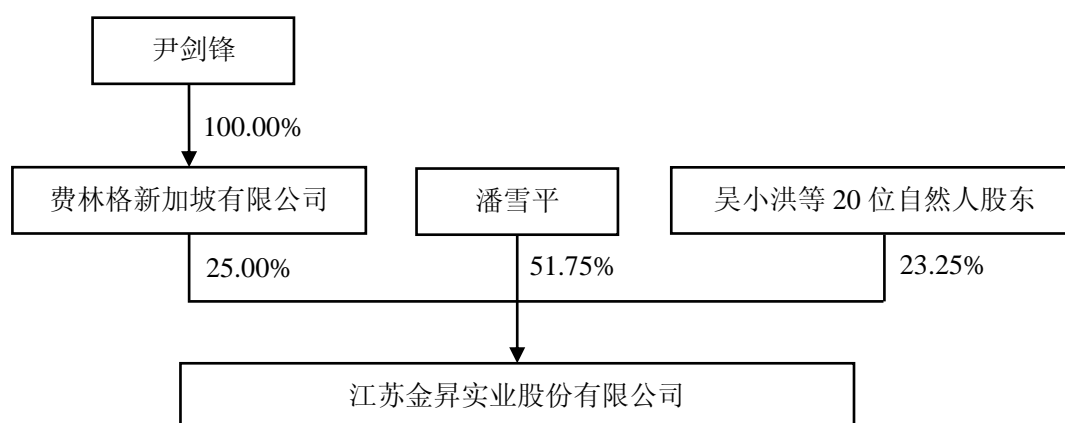 尹剑锋
100.00%
费林格新加坡有限公司
潘雪平
吴小洪等 20 位自然人股东
25.00%
51.75%
23.25%
江苏金昇实业股份有限公司